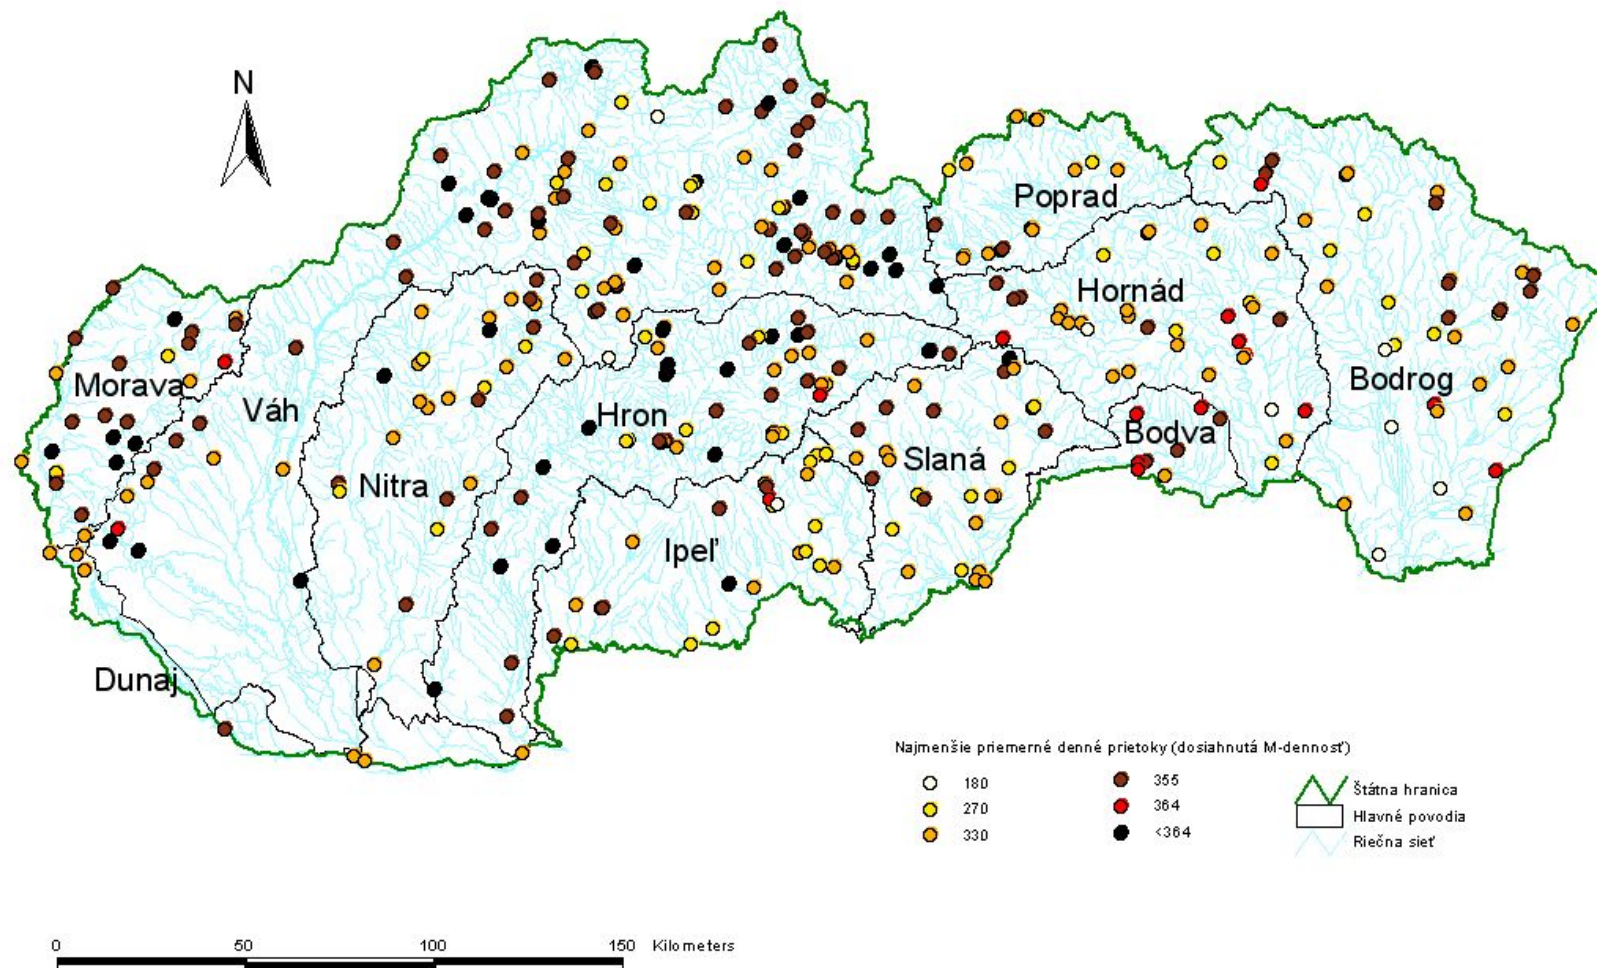 N
Poprad
Hornád
Morava
Váh
Hron
Bodrog
Bodva
Slaná
Nitra
Ipeľ
Dunaj
Najmenšie priemerné denné prietoky (dosiahnutá M-dennosť)
180
270
330
355
364
<364
Štátna hranica
Hlavné povodia
Riečna sieť
0 50 100 150 Kilometers